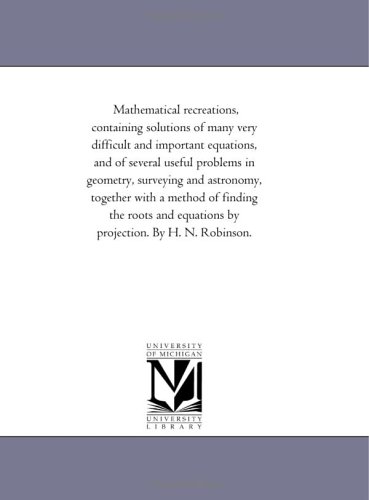 Mathematical recreations,
containing solutions of many very
difficult and important equations,
and of several useful problems in
geometry, surveying and astronomy,
together with a method of finding
the roots and equations by
projection. By H. N. Robinson.
UNIVERSITY
OF MICHIGAN
UNIVERSITY
LIBRARY